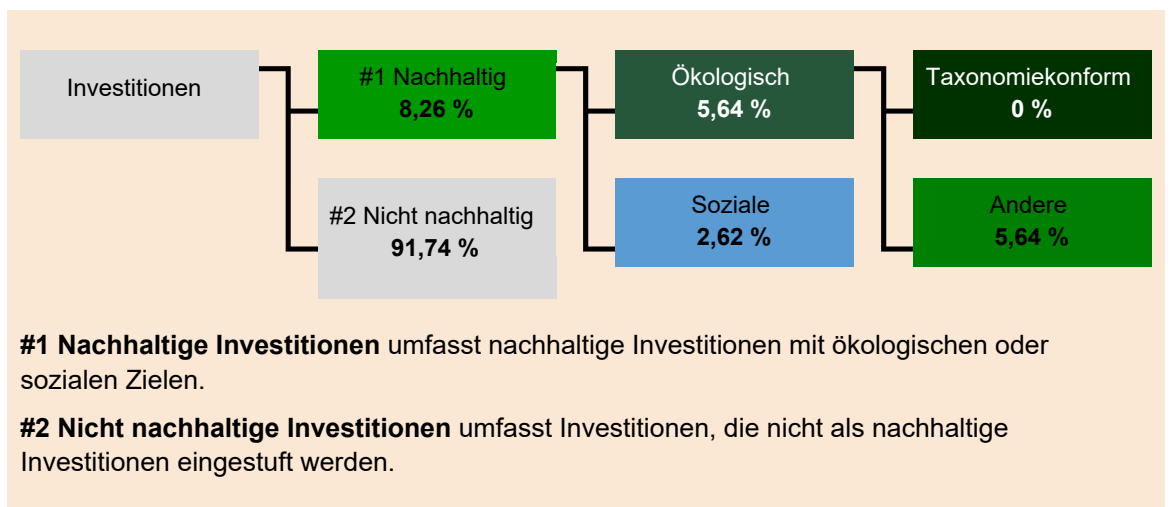 Investitionen
#1 Nachhaltig
8,26 %
Ökologisch
5,64 %
Taxonomiekonform
0 %
#2 Nicht nachhaltig
91,74 %
Soziale
2,62 %
Andere
5,64 %
#1 Nachhaltige Investitionen umfasst nachhaltige Investitionen mit ökologischen oder
sozialen Zielen.
#2 Nicht nachhaltige Investitionen umfasst Investitionen, die nicht als nachhaltige
Investitionen eingestuft werden.